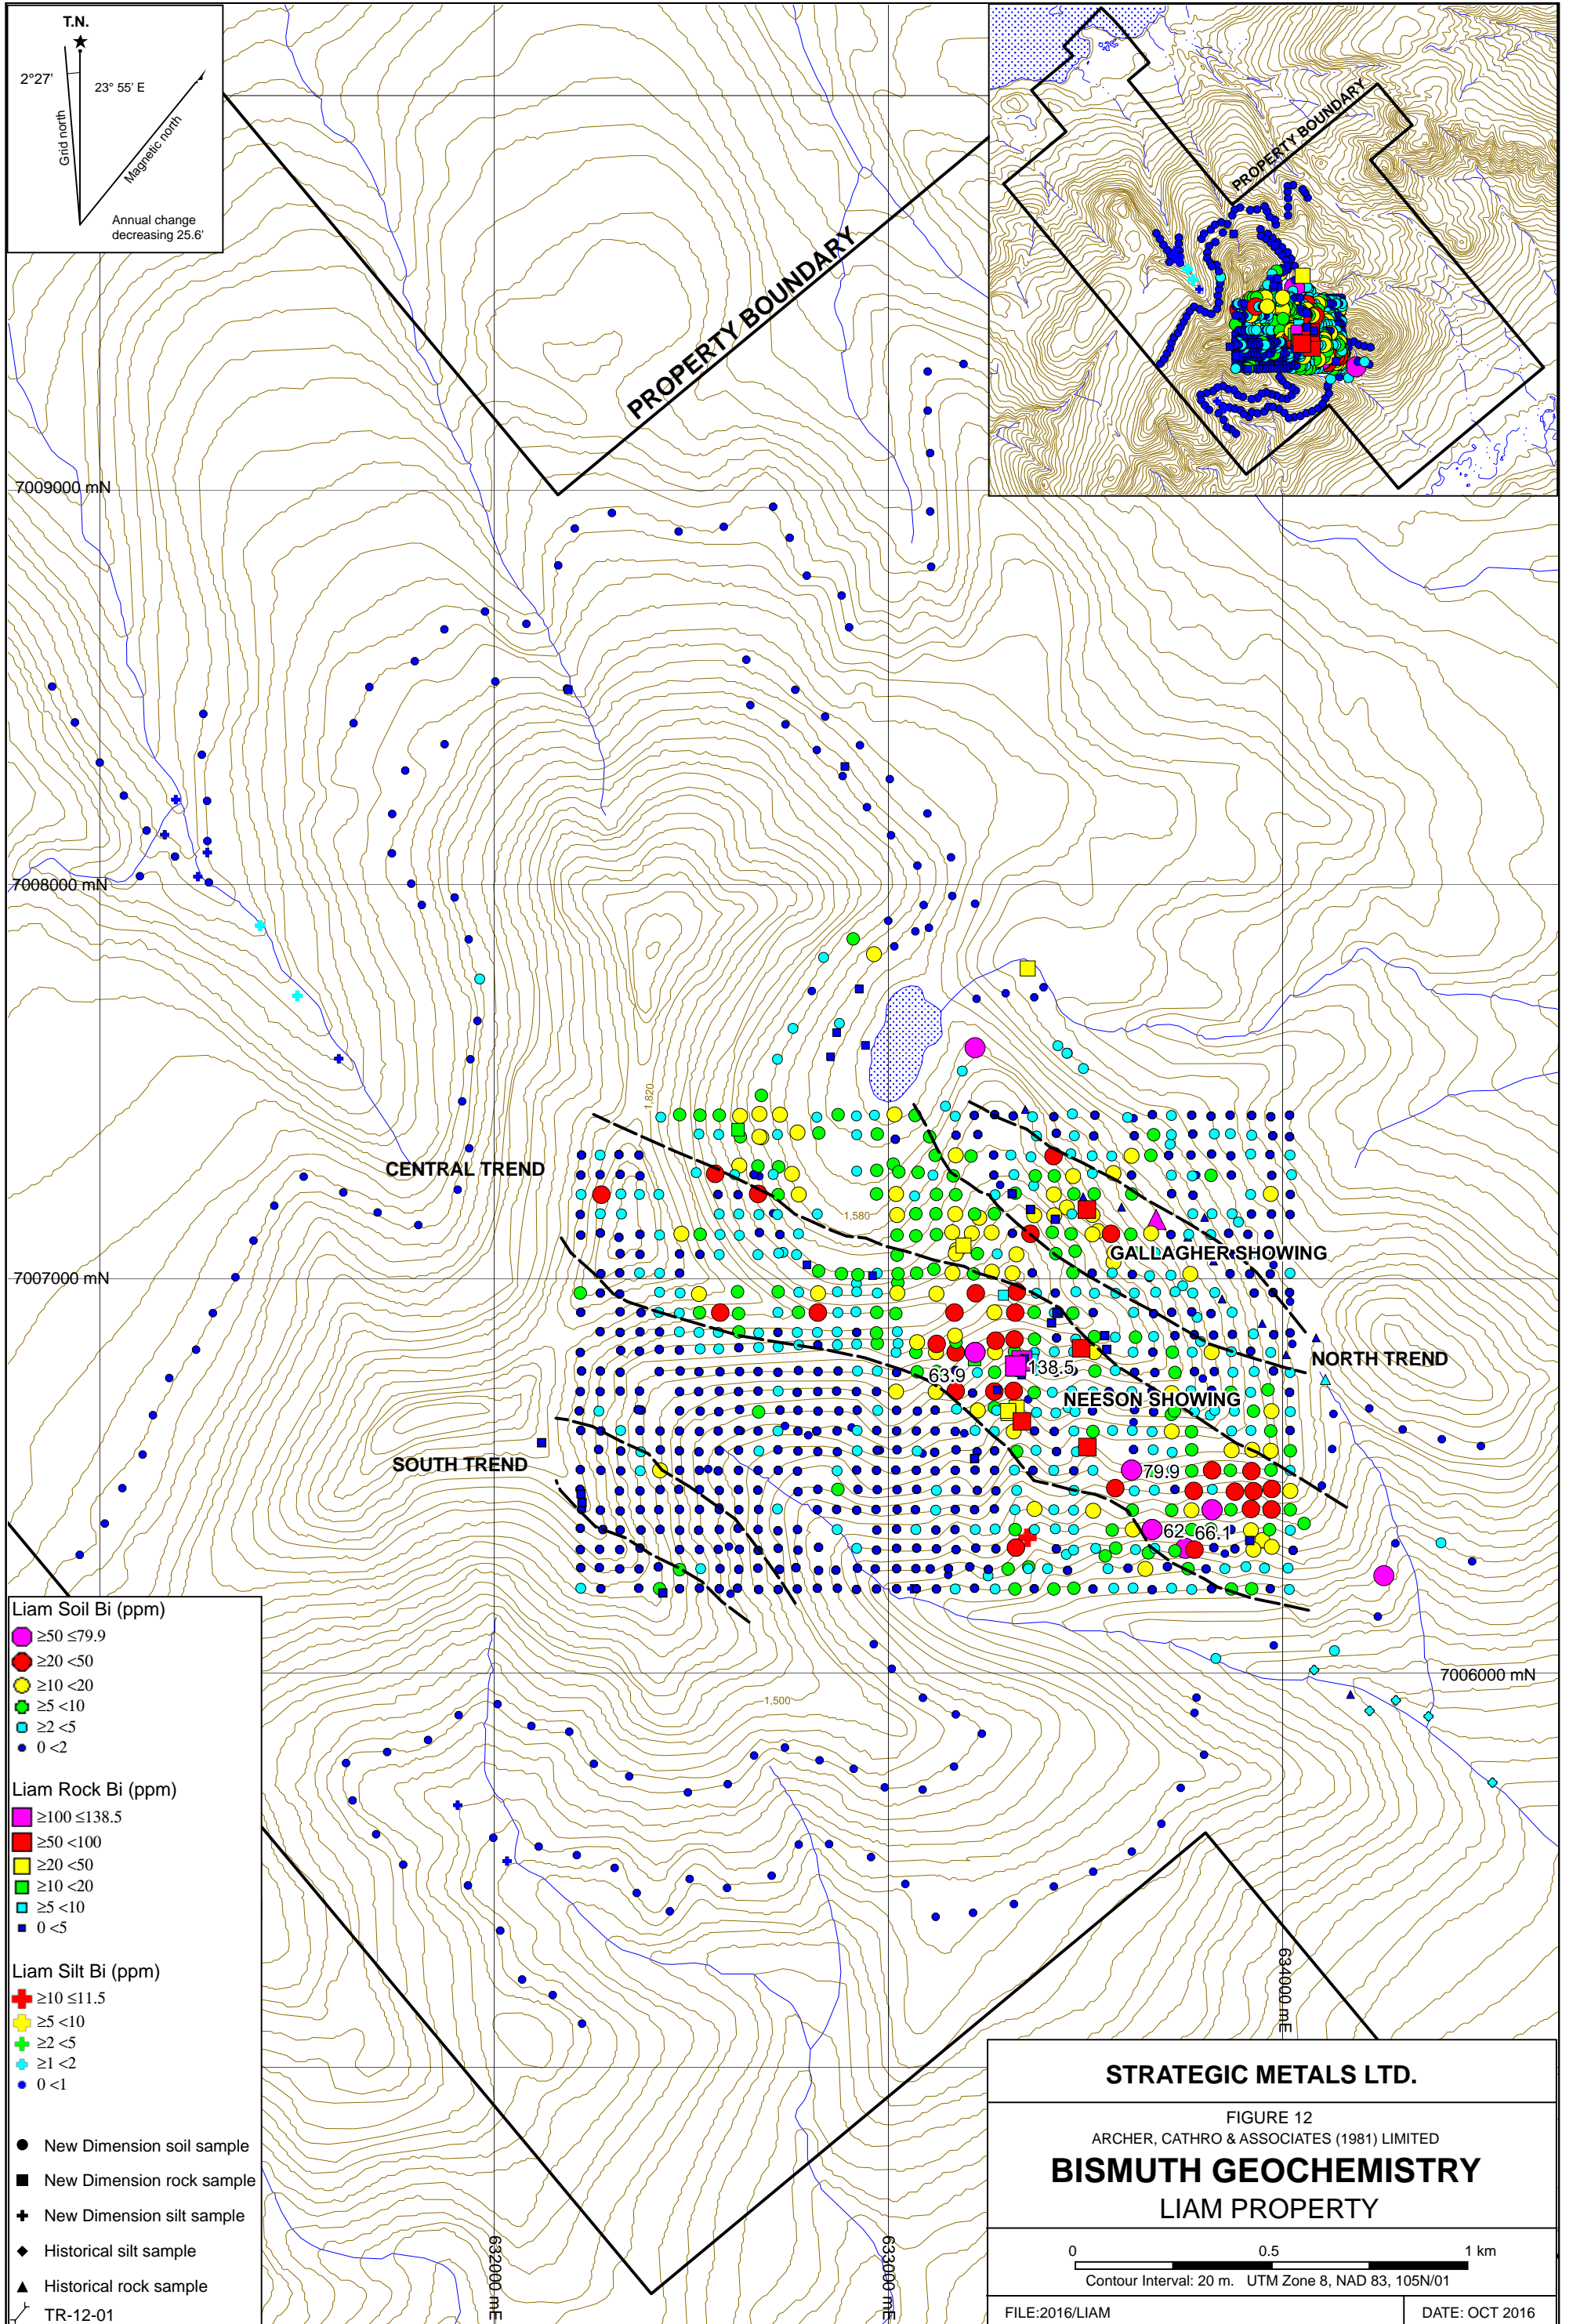 T.N.
2°27'
23° 55' E
Grid north
Magnetic north
Annual change
decreasing 25.6'
PROPERTY BOUNDARY
PROPERTY BOUNDARY
7009000 mN
7008000 mN
1,820
CENTRAL TREND
1,580
GALLAGHER SHOWING
7007000 mN
NORTH TREND
138.5
63.9
NEESON SHOWING
SOUTH TREND
79.9
62
66.1
7006000 mN
1,500
Liam Soil Bi (ppm)
≥50 ≤79.9
≥20 <50
≥10 <20
≥5 <10
≥2 <5
0 <2
Liam Rock Bi (ppm)
≥100 ≤138.5
≥50 <100
≥20 <50
≥10 <20
≥5 <10
0 <5
Liam Silt Bi (ppm)
≥10 ≤11.5
≥5 <10
≥2 <5
≥1 <2
0 <1
New Dimension soil sample
New Dimension rock sample
New Dimension silt sample
Historical silt sample
Historical rock sample
TR-12-01
632000 mE
633000 mE
634000 mE
STRATEGIC METALS LTD.
FIGURE 12
ARCHER, CATHRO & ASSOCIATES (1981) LIMITED
BISMUTH GEOCHEMISTRY
LIAM PROPERTY
0 0.5 1 km
Contour Interval: 20 m. UTM Zone 8, NAD 83, 105N/01
FILE:2016/LIAM DATE: OCT 2016